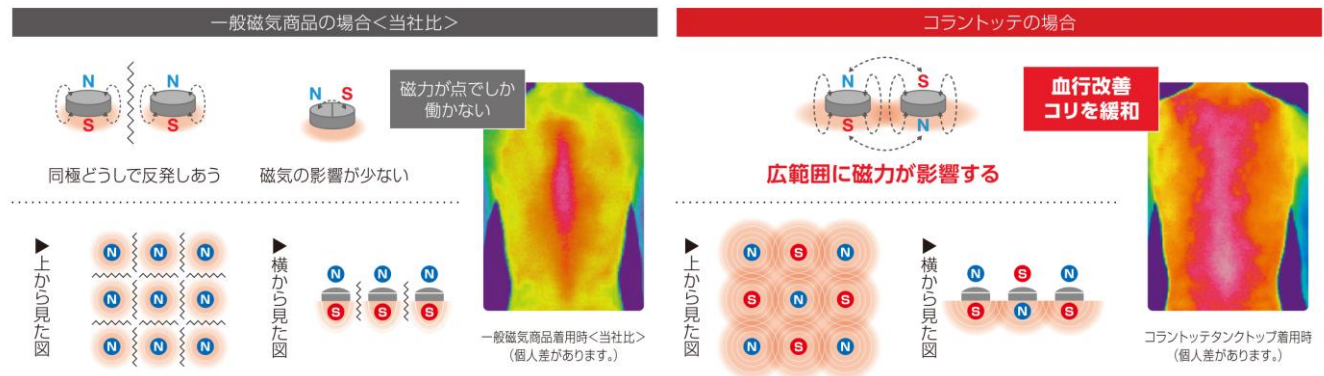 一般磁気商品の場合＜当社比＞
N N
S S
同極どうしで反発しあう
N S
磁気の影響が少ない
磁力が点でしか
働かない
▶上から見た図
N N N
N N N
N N N
▶横から見た図
N N N
S S S
一般磁気商品着用時＜当社比＞
（個人差があります。）
コラントッテの場合
N S
S N
広範囲に磁力が影響する
血行改善
コリを緩和
▶上から見た図
N S N
S N S
N S N
▶横から見た図
N S N
S N S
コラントッテタンクトップ着用時
（個人差があります。）